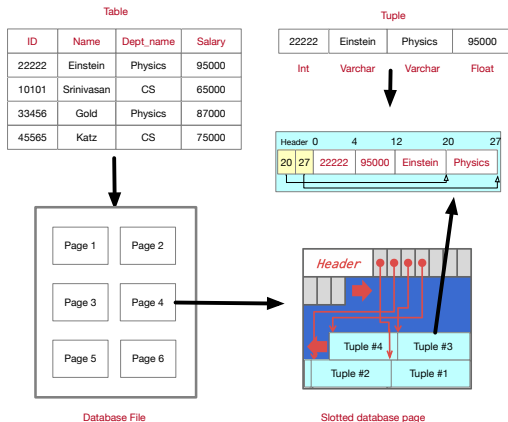 Table
ID Name Dept_name Salary
22222 Einstein Physics 95000
10101 Srinivasan CS 65000
33456 Gold Physics 87000
45565 Katz CS 75000
Tuple
22222 Einstein Physics 95000
Int Varchar Varchar Float
Header 0 4 12 20 27
20 27 22222 95000 Einstein Physics
Page 1 Page 2
Page 3 Page 4
Page 5 Page 6
Database File
Header
Tuple #4 Tuple #3
Tuple #2 Tuple #1
Slotted database page